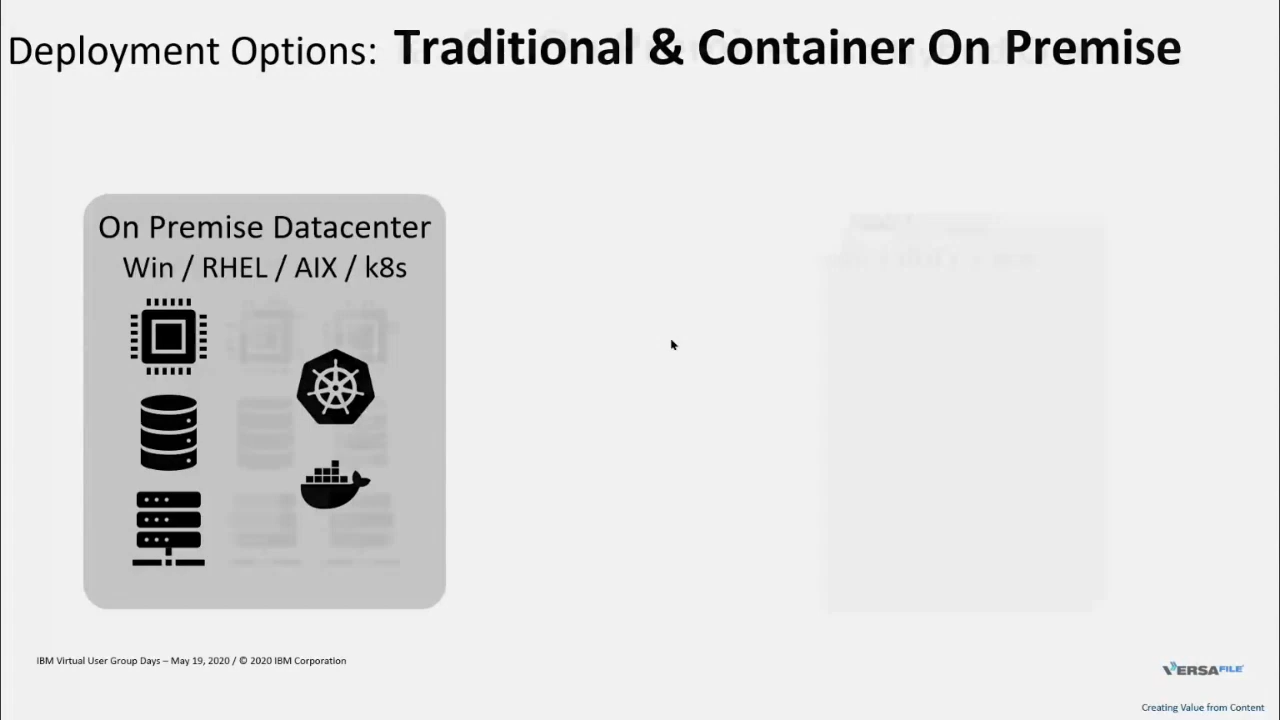 Deployment Options: Traditional & Container On Premise
On Premise Datacenter
Win / RHEL / AIX / k8s
IBM Virtual User Group Days – May 19, 2020 / © 2020 IBM Corporation
VERSAFILE
Creating Value from Content